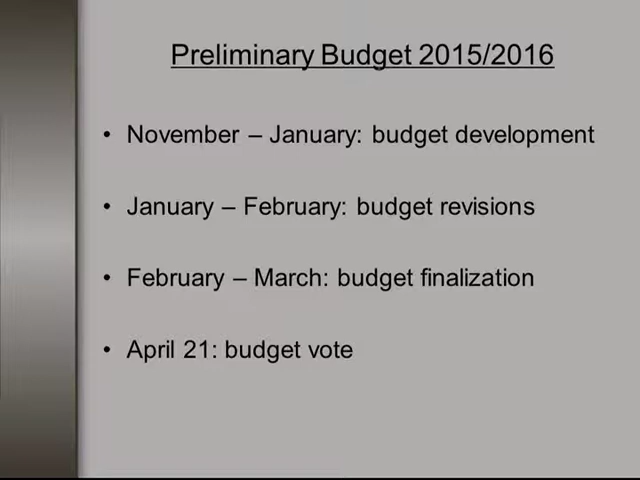 Preliminary Budget 2015/2016
• November – January: budget development
• January – February: budget revisions
• February – March: budget finalization
• April 21: budget vote